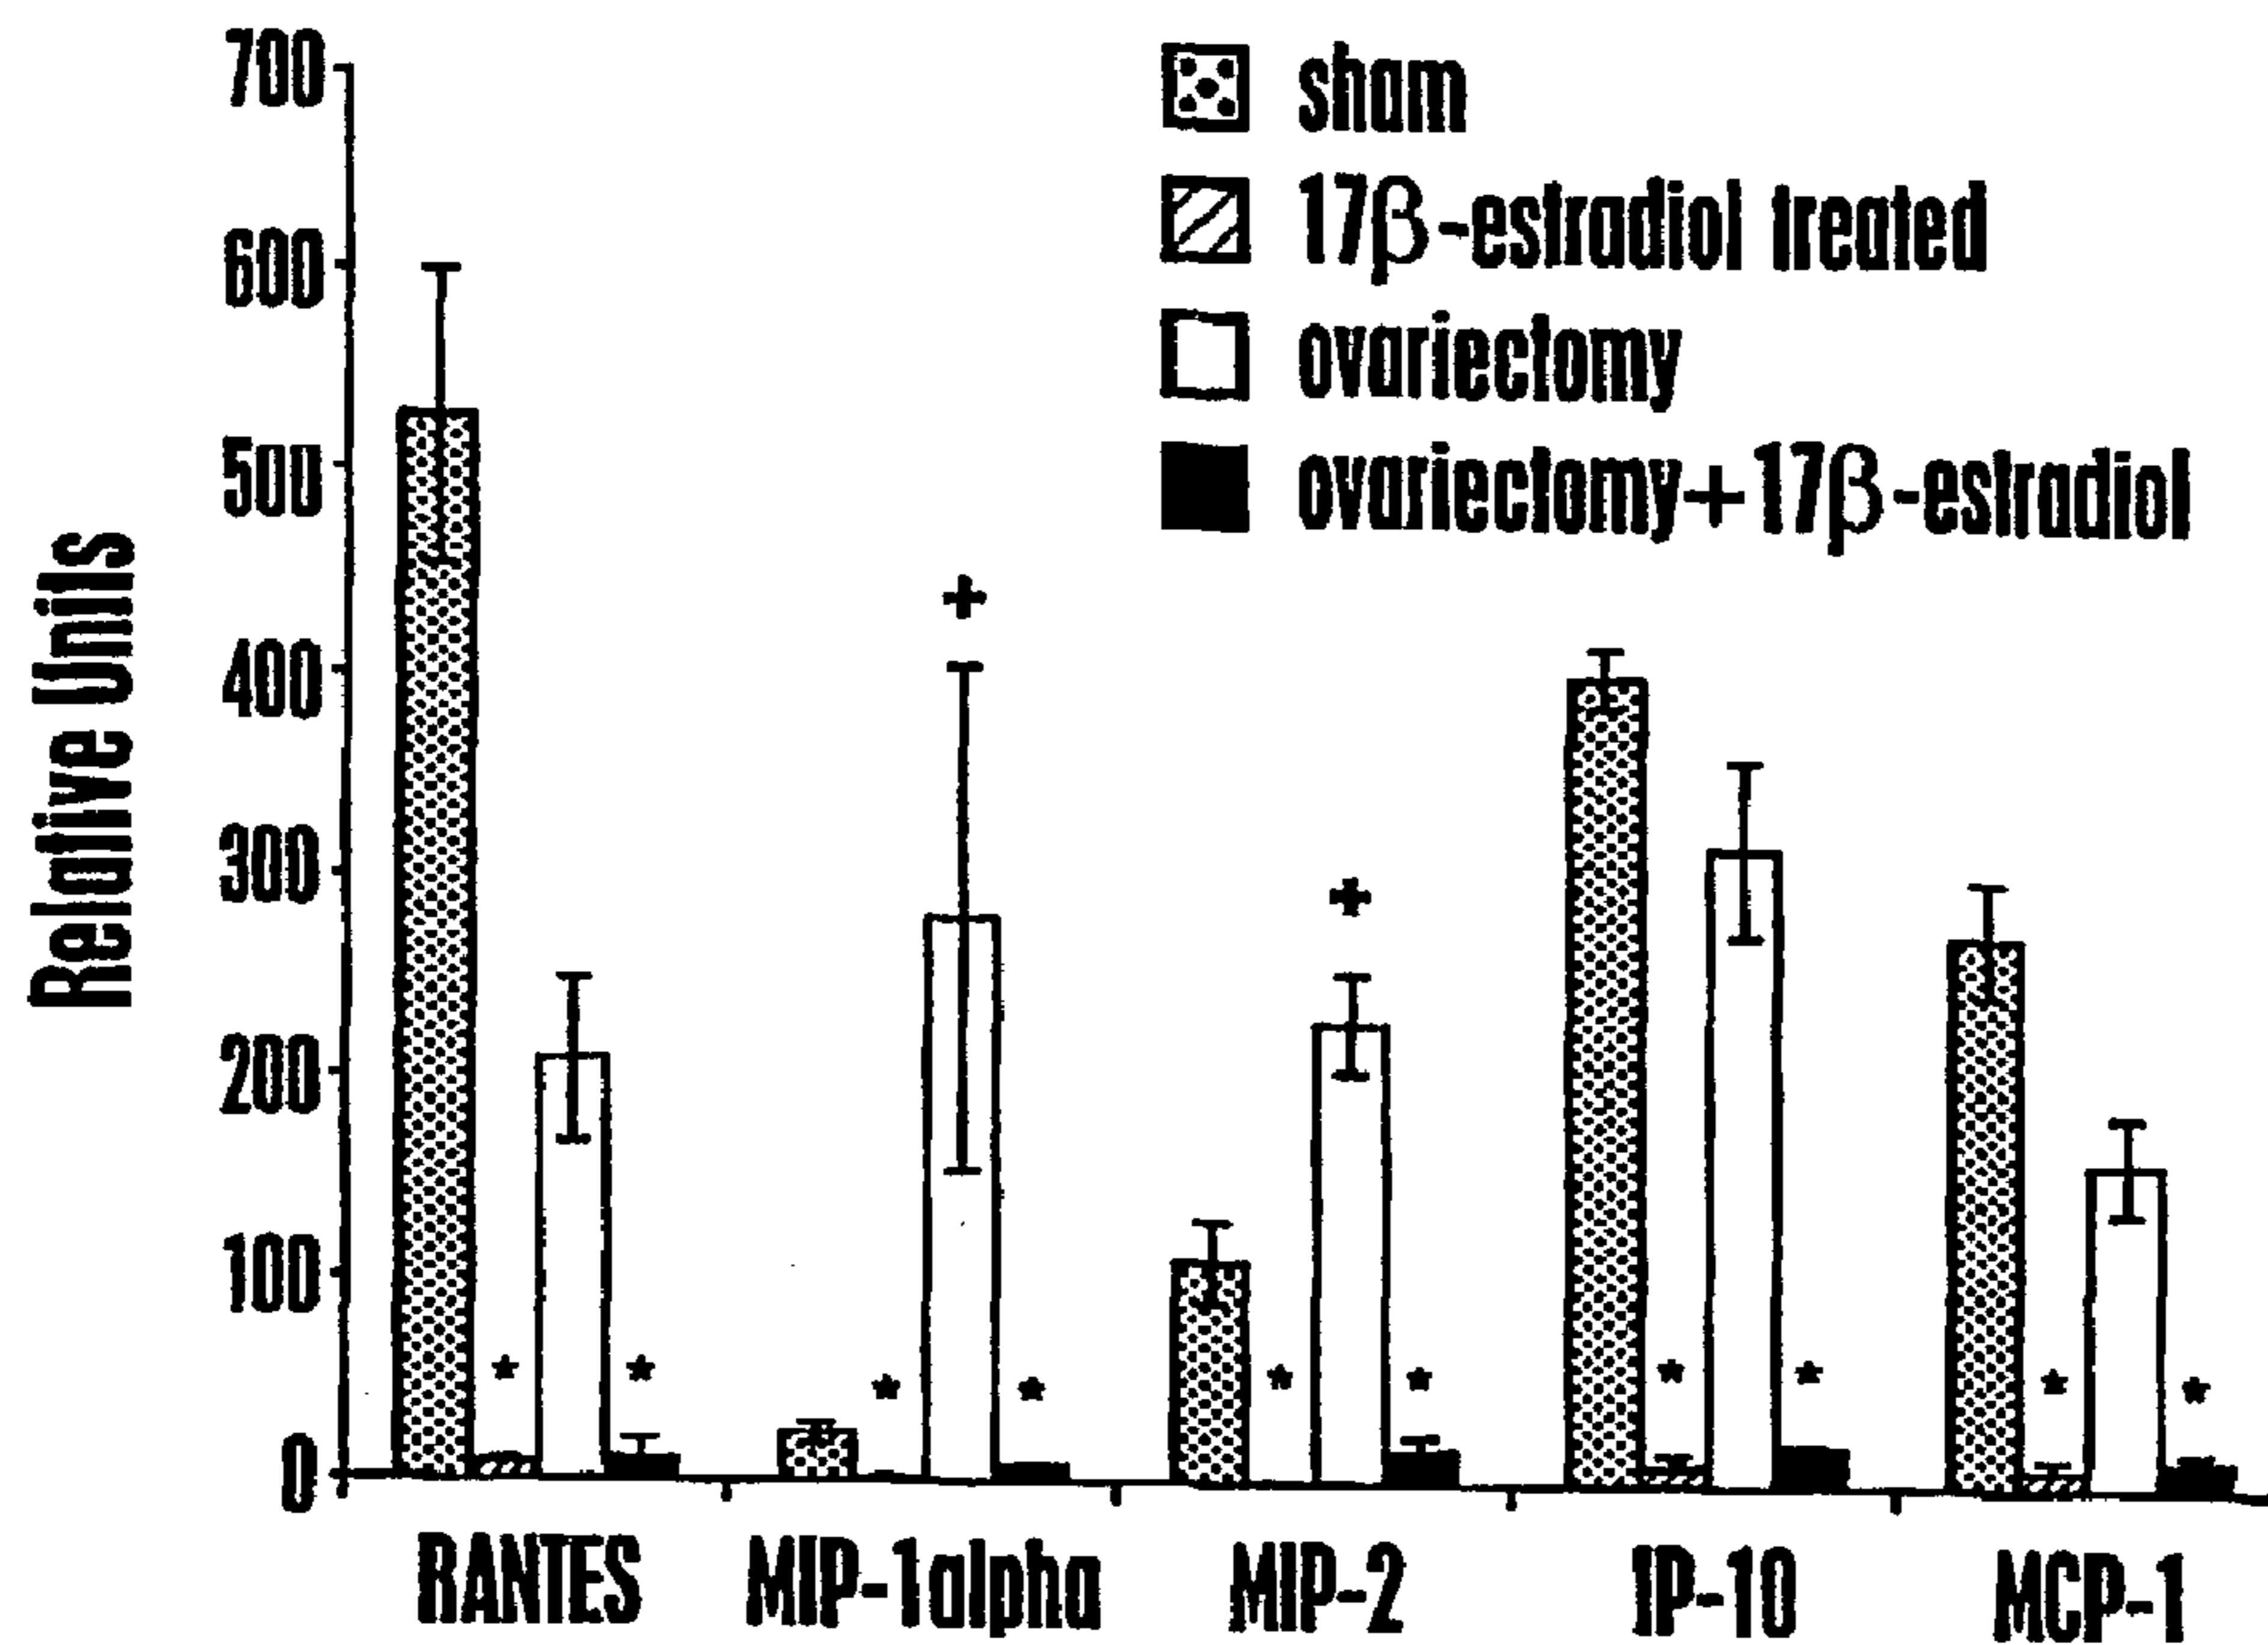 700
600
500
400
300
200
100
0
Relative Units
sham
17β-estradiol treated
ovariectomy
ovariectomy+17β-estradiol
+
+
* * * * * * * * * *
RANTES MIP-1alpha MIP-2 IP-10 MCP-1